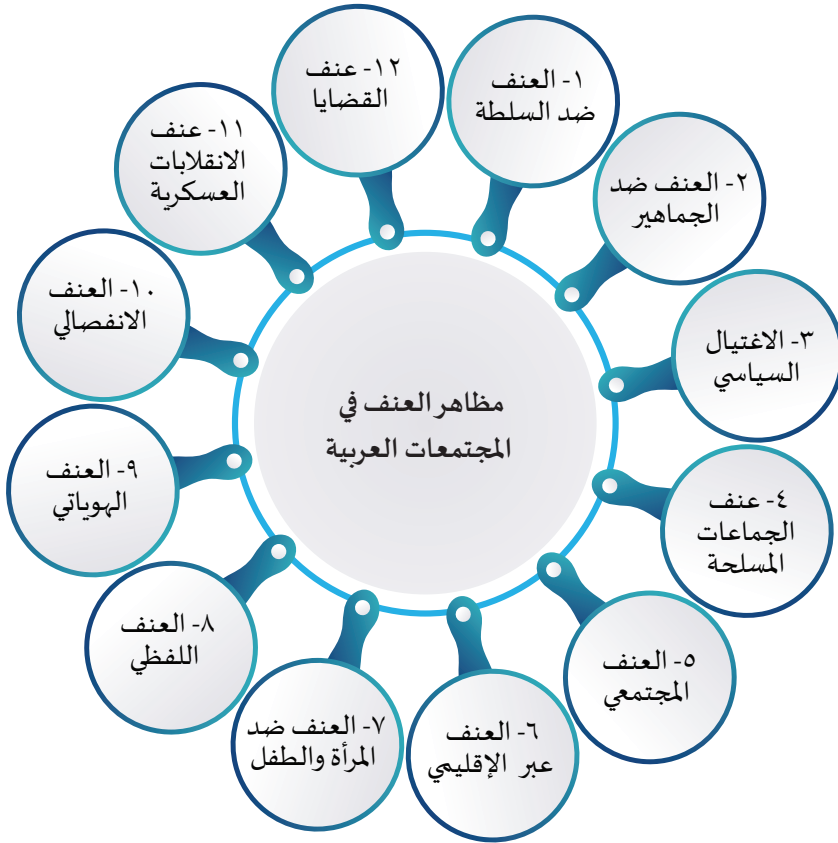 مظاهر العنف في
المجتمعات العربية
١- العنف
ضد السلطة
٢- العنف ضد
الجماهير
٣- الاغتيال
السياسي
٤- عنف
الجماعات
المسلحة
٥- العنف
المجتمعي
٦- العنف
عبر الإقليمي
٧- العنف ضد
المرأة والطفل
٨- العنف
اللفظي
٩- العنف
الهوياتي
١٠- العنف
الانفصالي
١١- عنف
الانقلابات
العسكرية
١٢- عنف
القضايا